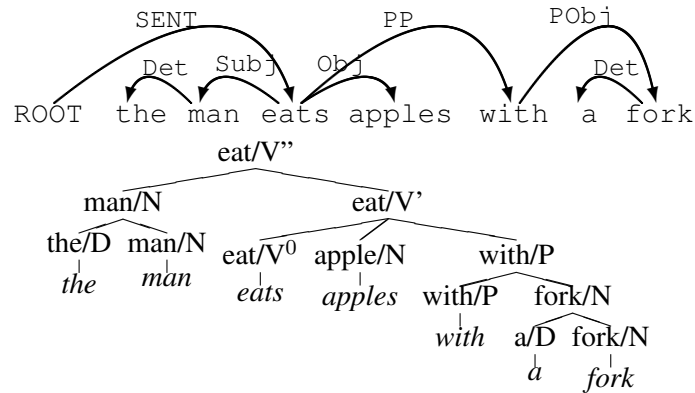 SENT PP PObj
Det Subj Obj Det
ROOT the man eats apples with a fork
eat/V”
man/N eat/V’
the/D man/N eat/V⁰ apple/N with/P
the man eats apples with/P fork/N
with a/D fork/N
a fork